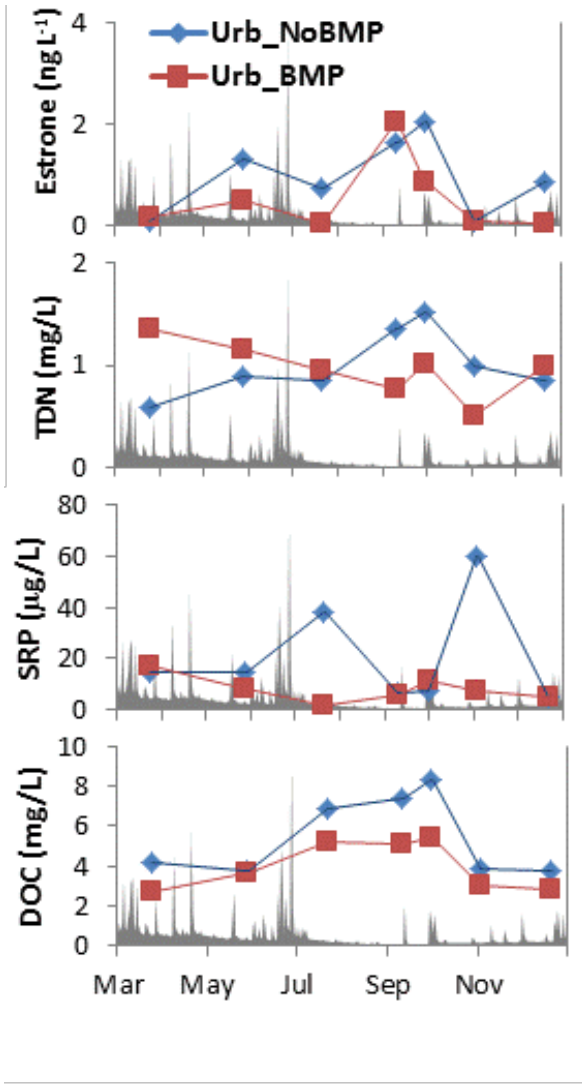 Urb_NoBMP
Urb_BMP
Estrone (ng L-1)
4
2
0
TDN (mg/L)
2
1
0
SRP (µg/L)
80
60
40
20
0
DOC (mg/L)
10
8
6
4
2
0
Mar May Jul Sep Nov